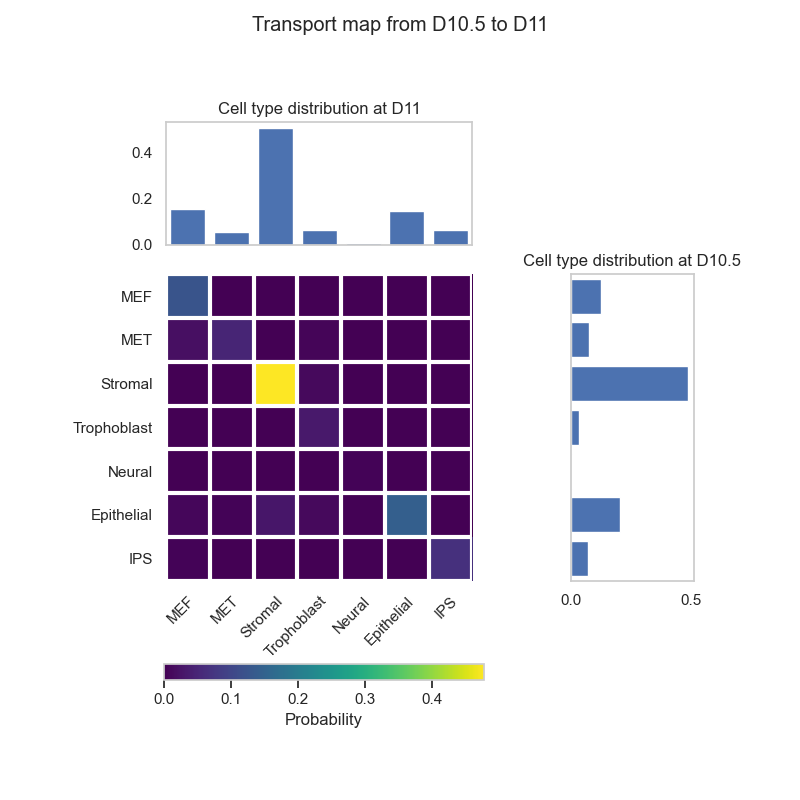 Transport map from D10.5 to D11
Cell type distribution at D11
0.4
0.2
0.0
Cell type distribution at D10.5
MEF
MET
Stromal
Trophoblast
Neural
Epithelial
IPS
0.0 0.5
MEF MET Stromal Trophoblast Neural Epithelial IPS
0.0 0.1 0.2 0.3 0.4
Probability